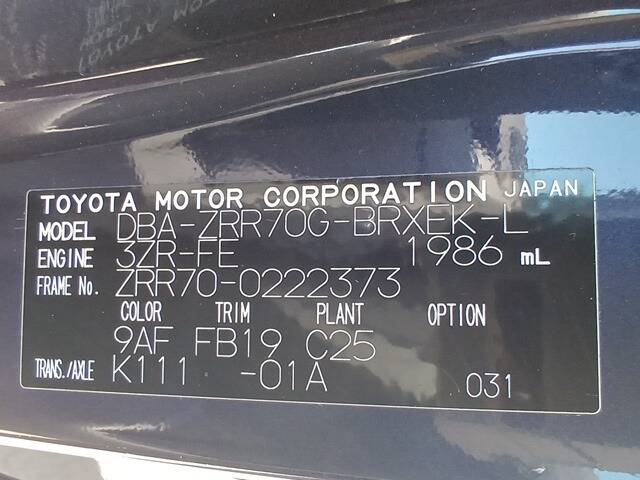 TOYOTA MOTOR CORPORATION JAPAN
MODEL DBA-ZRR70G-BRXEK-L
ENGINE 3ZR-FE 1986 mL
FRAME No. ZRR70-0222373
COLOR TRIM PLANT OPTION
9AF FB19 C25
TRANS./AXLE K111 -01A 031